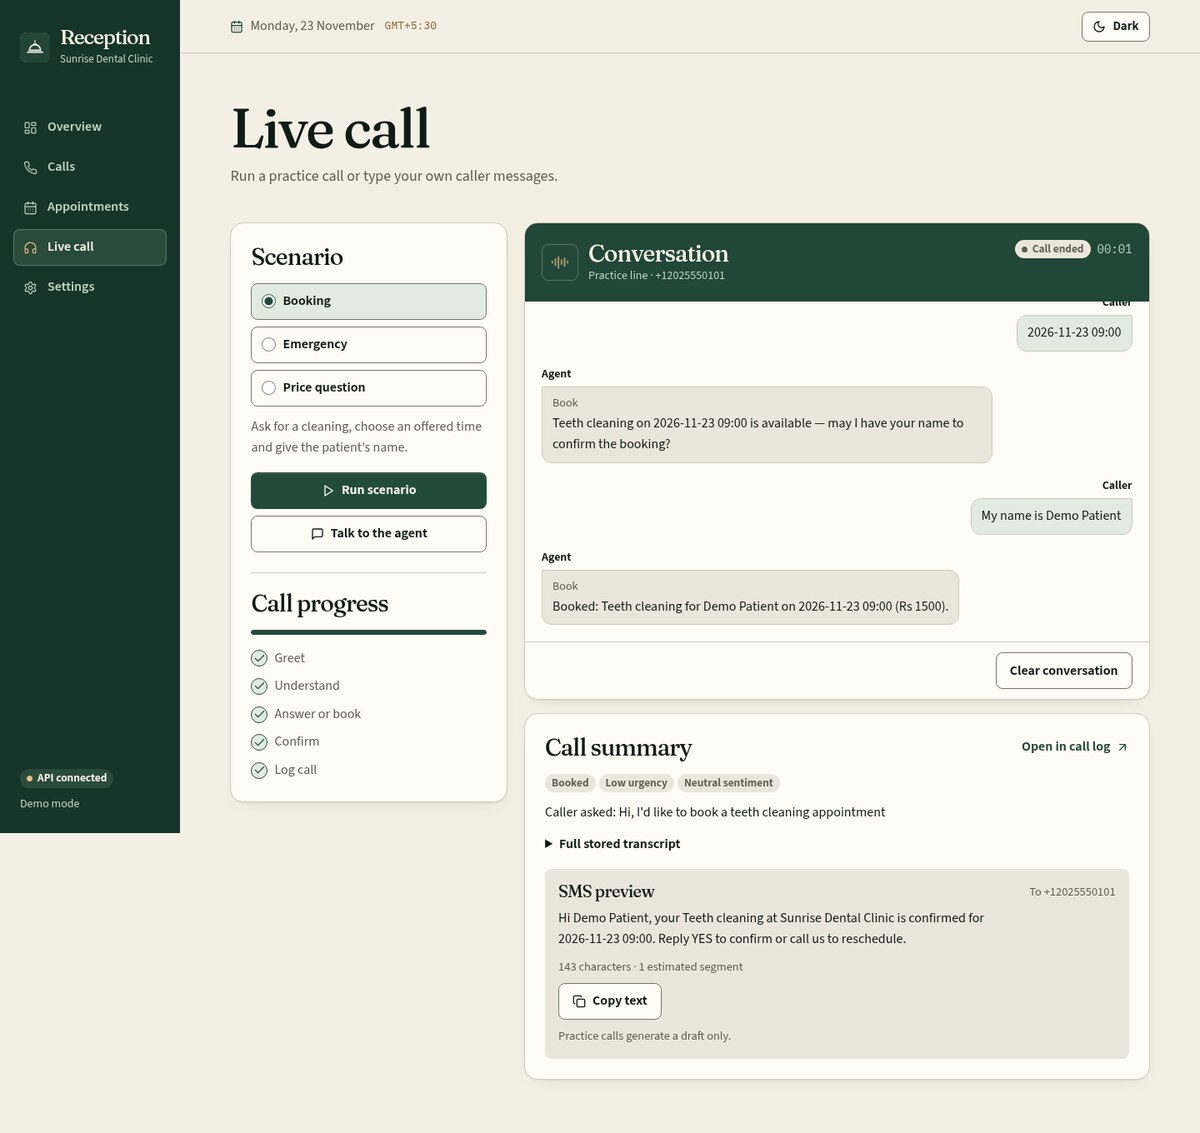 Reception
Sunrise Dental Clinic
Overview
Calls
Appointments
Live call
Settings
API connected
Demo mode
Monday, 23 November GMT+5:30
Dark
Live call
Run a practice call or type your own caller messages.
Scenario
Booking
Emergency
Price question
Ask for a cleaning, choose an offered time
and give the patient's name.
Run scenario
Talk to the agent
Call progress
Greet
Understand
Answer or book
Confirm
Log call
Conversation
Practice line · +12025550101
Call ended 00:01
Caller
2026-11-23 09:00
Agent
Book
Teeth cleaning on 2026-11-23 09:00 is available — may I have your name to
confirm the booking?
Caller
My name is Demo Patient
Agent
Book
Booked: Teeth cleaning for Demo Patient on 2026-11-23 09:00 (Rs 1500).
Clear conversation
Call summary
Open in call log
Booked Low urgency Neutral sentiment
Caller asked: Hi, I'd like to book a teeth cleaning appointment
Full stored transcript
SMS preview
To +12025550101
Hi Demo Patient, your Teeth cleaning at Sunrise Dental Clinic is confirmed for
2026-11-23 09:00. Reply YES to confirm or call us to reschedule.
143 characters · 1 estimated segment
Copy text
Practice calls generate a draft only.